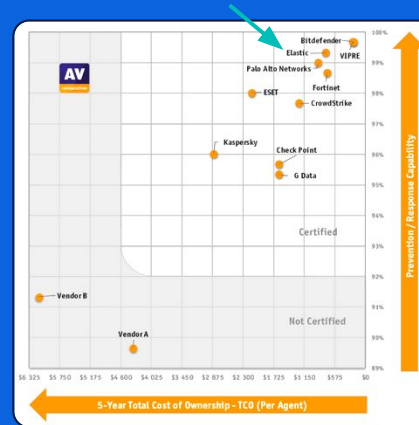 Bitdefender
Elastic
VIPRE
Palo Alto Networks
Fortinet
ESET
CrowdStrike
Kaspersky
Check Point
G Data
Certified
Vendor B
Vendor A
Not Certified
AV
100%
99%
98%
97%
96%
95%
94%
93%
92%
91%
90%
89%
Prevention / Response Capability
$6 325 $5 750 $5 175 $4 600 $4 025 $3 450 $2 875 $2 300 $1 725 $1 150 $575 $0
5-Year Total Cost of Ownership - TCO (Per Agent)